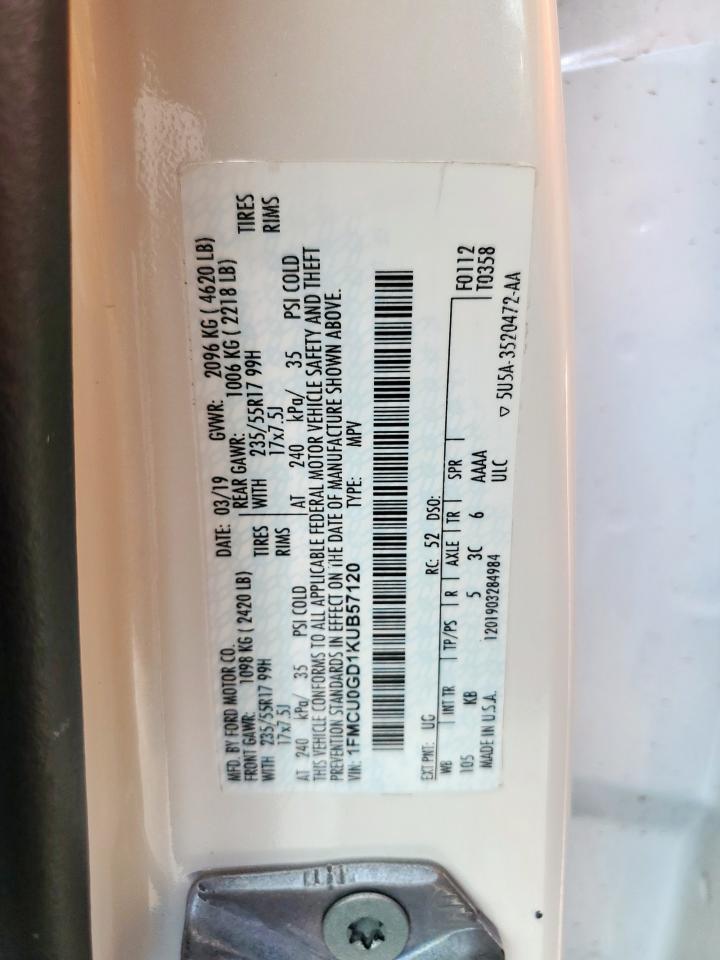 MFD. BY FORD MOTOR CO.
DATE: 03/19 GVWR: 2096 KG ( 4620 LB)
FRONT GAWR: 1098 KG ( 2420 LB) REAR GAWR: 1006 KG ( 2218 LB)
WITH 235/55R17 99H TIRES WITH 235/55R17 99H TIRES
17x7.5J RIMS 17x7.5J RIMS
AT 240 kPa/ 35 PSI COLD AT 240 kPa/ 35 PSI COLD
THIS VEHICLE CONFORMS TO ALL APPLICABLE FEDERAL MOTOR VEHICLE SAFETY AND THEFT
PREVENTION STANDARDS IN EFFECT ON THE DATE OF MANUFACTURE SHOWN ABOVE.
VIN: 1FMCU0GD1KUB57120 TYPE: MPV
EXT PNT: UG RC: 52 DSO:
WB INT TR TP/PS R AXLE TR SPR F0112
105 KB 5 3C 6 AAAA T0358
MADE IN U.S.A. 1201903284984 ULC ▽ 5U5A-3520472-AA